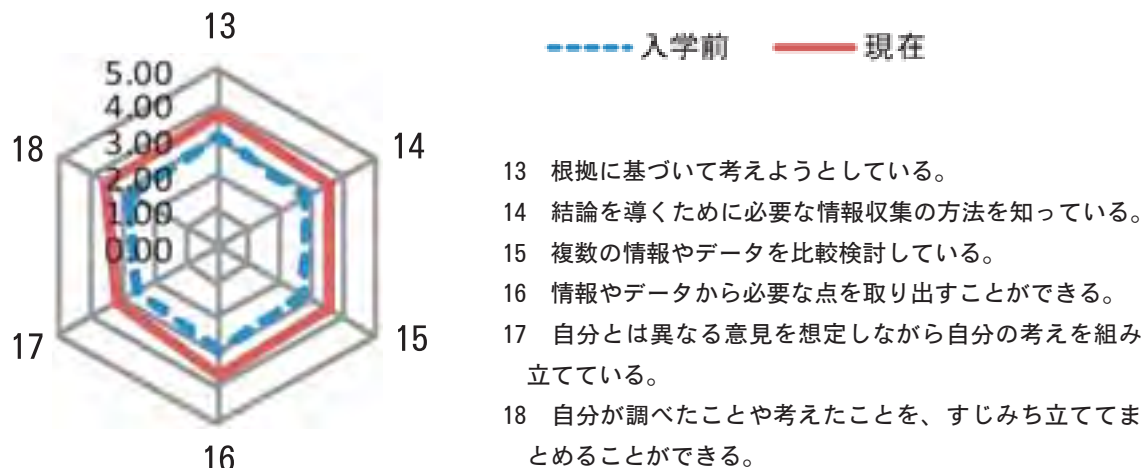 13
5.00
4.00
3.00
2.00
1.00
0.00
18
14
17
15
16
入学前 現在
13 根拠に基づいて考えようとしている。
14 結論を導くために必要な情報収集の方法を知っている。
15 複数の情報やデータを比較検討している。
16 情報やデータから必要な点を取り出すことができる。
17 自分とは異なる意見を想定しながら自分の考えを組み
立てている。
18 自分が調べたことや考えたことを、すじみち立ててま
とめることができる。